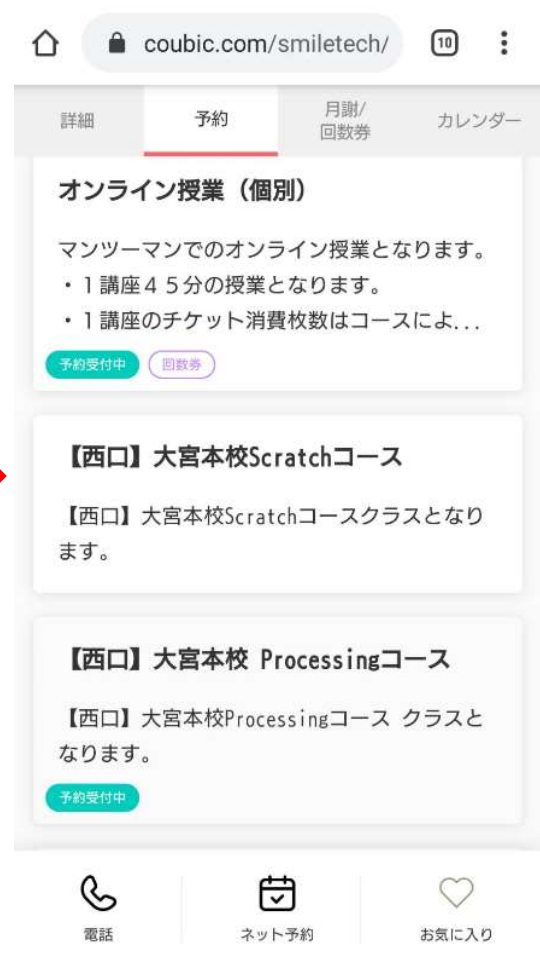 coubic.com/smiletech/
10
詳細
予約
月謝/
回数券
カレンダー
オンライン授業（個別）
マンツーマンでのオンライン授業となります。
・１講座４５分の授業となります。
・１講座のチケット消費枚数はコースによ...
予約受付中
回数券
【西口】大宮本校Scratchコース
【西口】大宮本校Scratchコースクラスとなり
ます。
【西口】大宮本校 Processingコース
【西口】大宮本校Processingコース クラスと
なります。
予約受付中
電話
ネット予約
お気に入り